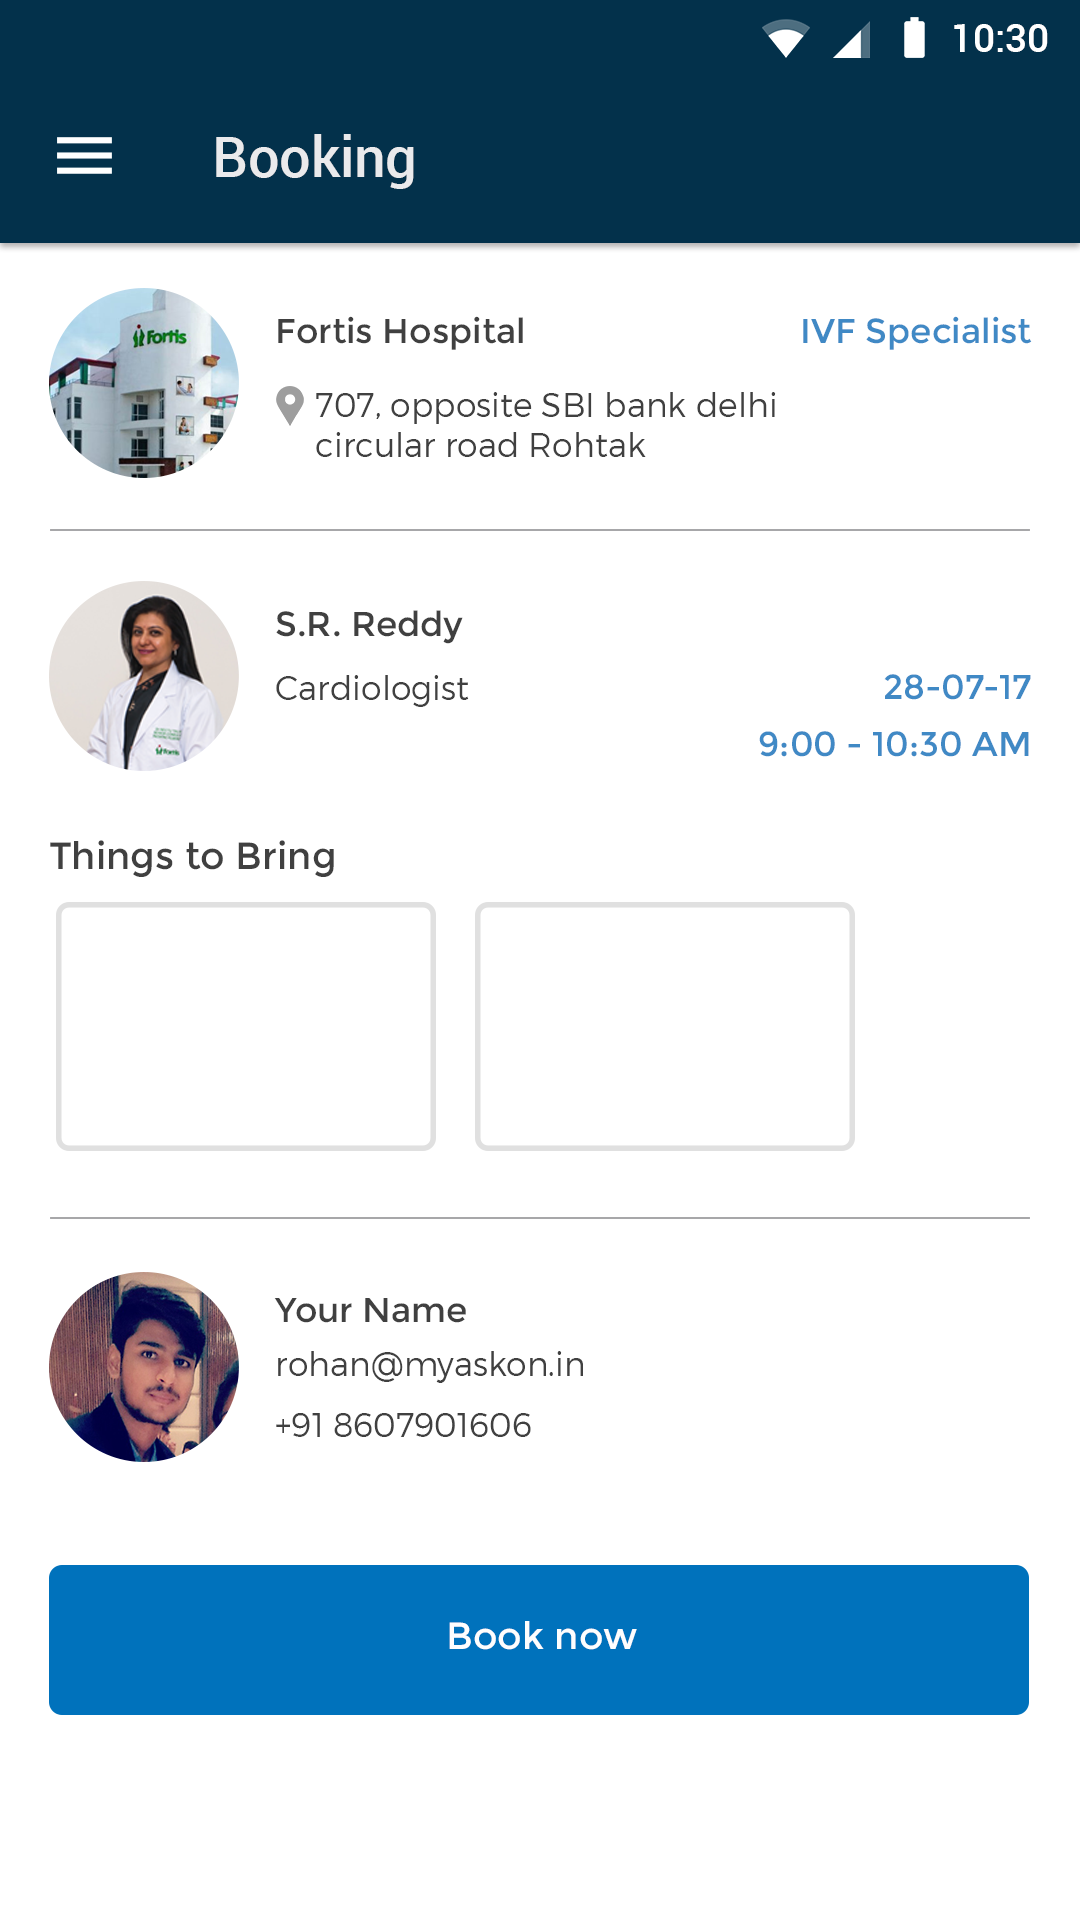 10:30
Booking
Fortis
Fortis Hospital
IVF Specialist
707, opposite SBI bank delhi
circular road Rohtak
S.R. Reddy
Cardiologist
28-07-17
9:00 - 10:30 AM
Things to Bring
Your Name
rohan@myaskon.in
+91 8607901606
Book now